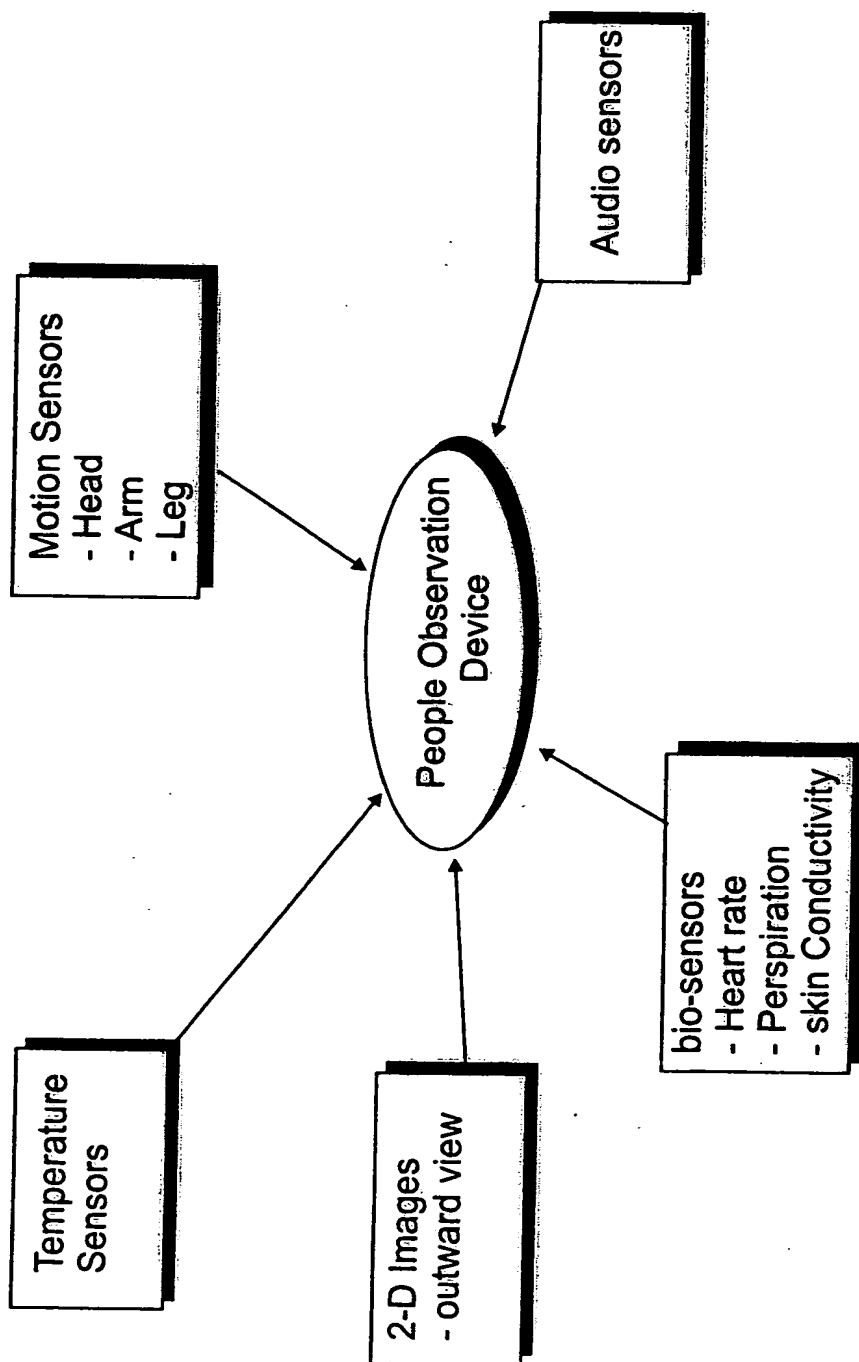 Temperature
Sensors
Motion Sensors
- Head
- Arm
- Leg
2-D Images
- outward view
People Observation
Device
Audio sensors
bio-sensors
- Heart rate
- Perspiration
- skin Conductivity